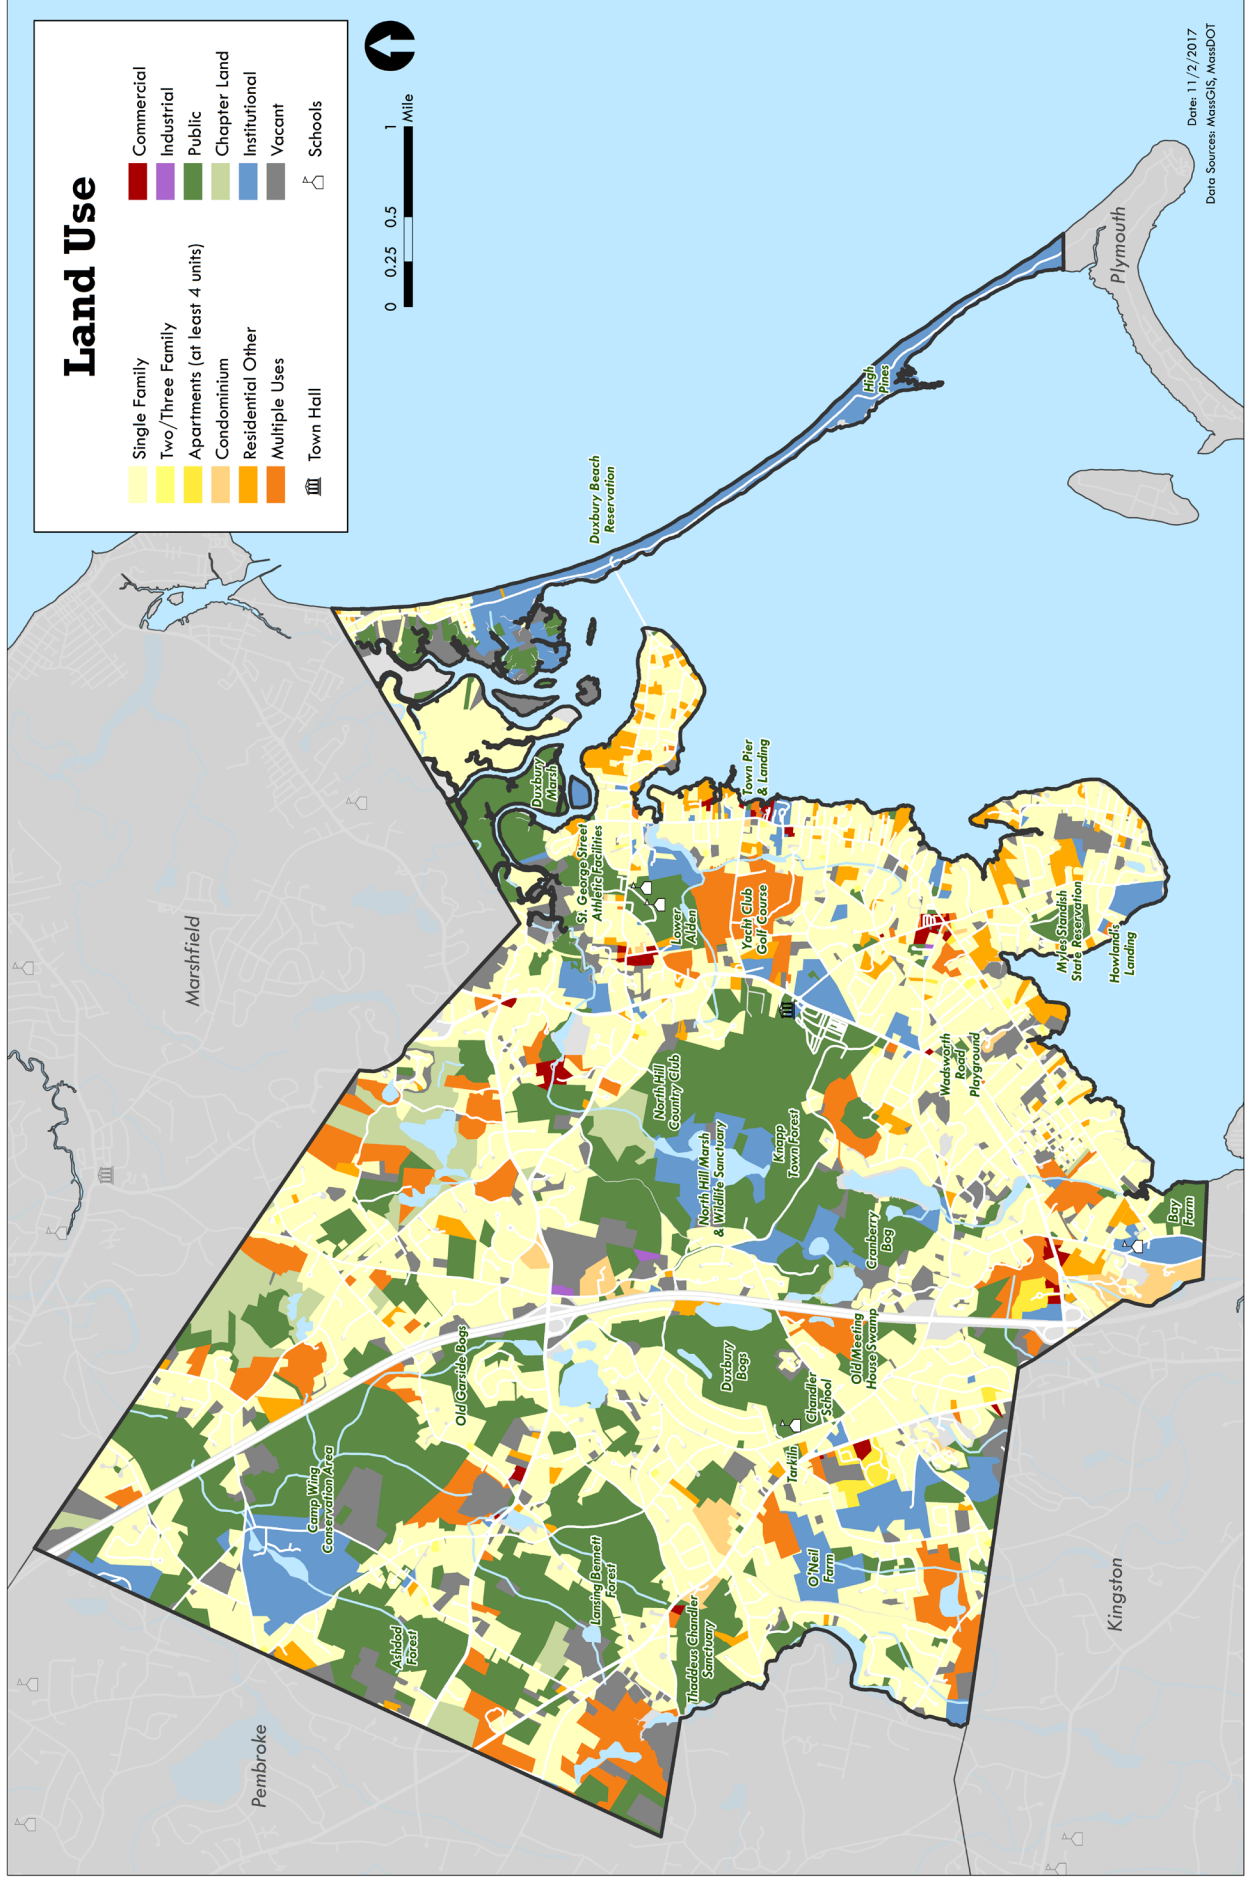 Land Use
Single Family
Two/Three Family
Apartments (at least 4 units)
Condominium
Residential Other
Multiple Uses
Town Hall
Commercial
Industrial
Public
Chapter Land
Institutional
Vacant
Schools
0 0.25 0.5 1
Mile
Marshfield
Pembroke
Kingston
Plymouth
Duxbury Beach
Reservation
High
Pines
Duxbury
Marsh
St. George Street
Athletic Facilities
Town Pier
& Landing
Lower
Alden
Yacht Club
Golf Course
Myles Standish
State Reservation
Howlandis
Landing
Wadsworth
Road
Playground
North Hill
Country Club
North Hill Marsh
& Wildlife Sanctuary
Knapp
Town Forest
Cranberry
Bog
Bay
Farm
Old Garside Bogs
Duxbury
Bogs
Old Meeting
House Swamp
Chandler
School
Tarkiln
Camp Wing
Conservation Area
Lansing Bennett
Forest
O'Neil
Farm
Ashdod
Forest
Thaddeus Chandler
Sanctuary
Date: 11/2/2017
Data Sources: MassGIS, MassDOT